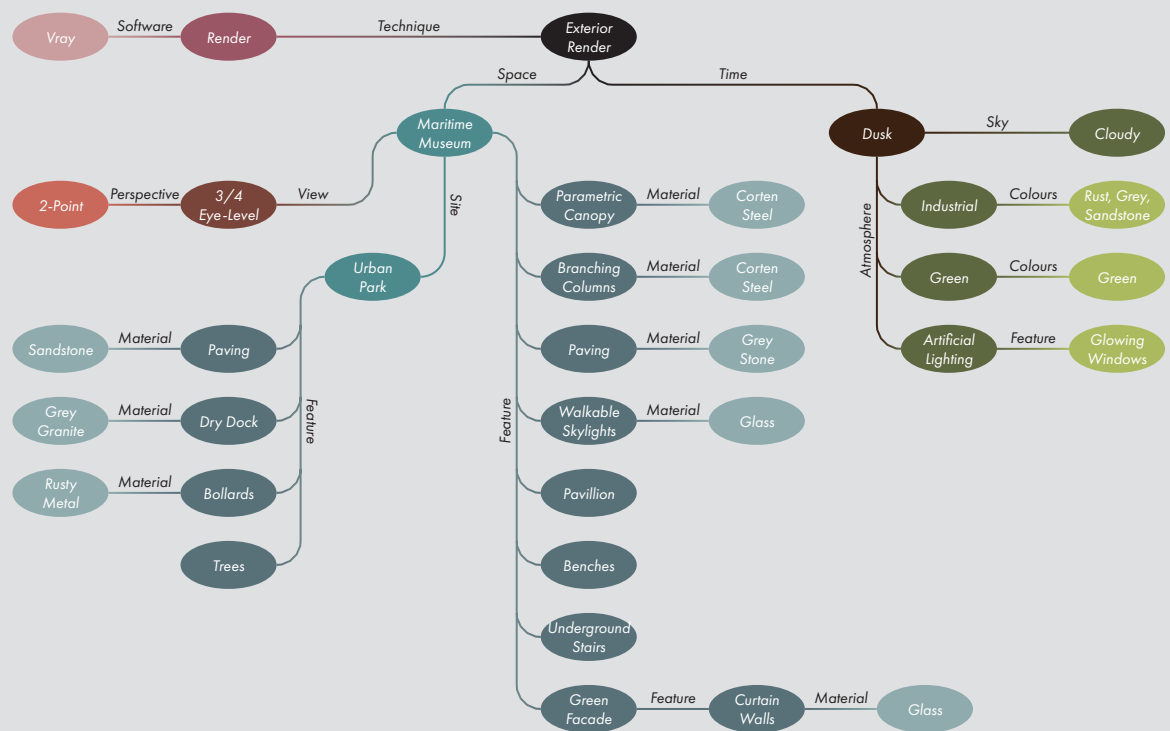 Vray
Software
Render
Technique
Exterior
Render
Space
Time
Maritime
Museum
Dusk
Sky
Cloudy
2-Point
Perspective
3/4
Eye-Level
View
Site
Parametric
Canopy
Material
Corten
Steel
Atmosphere
Industrial
Colours
Rust, Grey,
Sandstone
Urban
Park
Branching
Columns
Material
Corten
Steel
Green
Colours
Green
Sandstone
Material
Paving
Paving
Material
Grey
Stone
Artificial
Lighting
Feature
Glowing
Windows
Grey
Granite
Material
Dry Dock
Feature
Feature
Walkable
Skylights
Material
Glass
Rusty
Metal
Material
Bollards
Pavillion
Trees
Benches
Underground
Stairs
Green
Facade
Feature
Curtain
Walls
Material
Glass